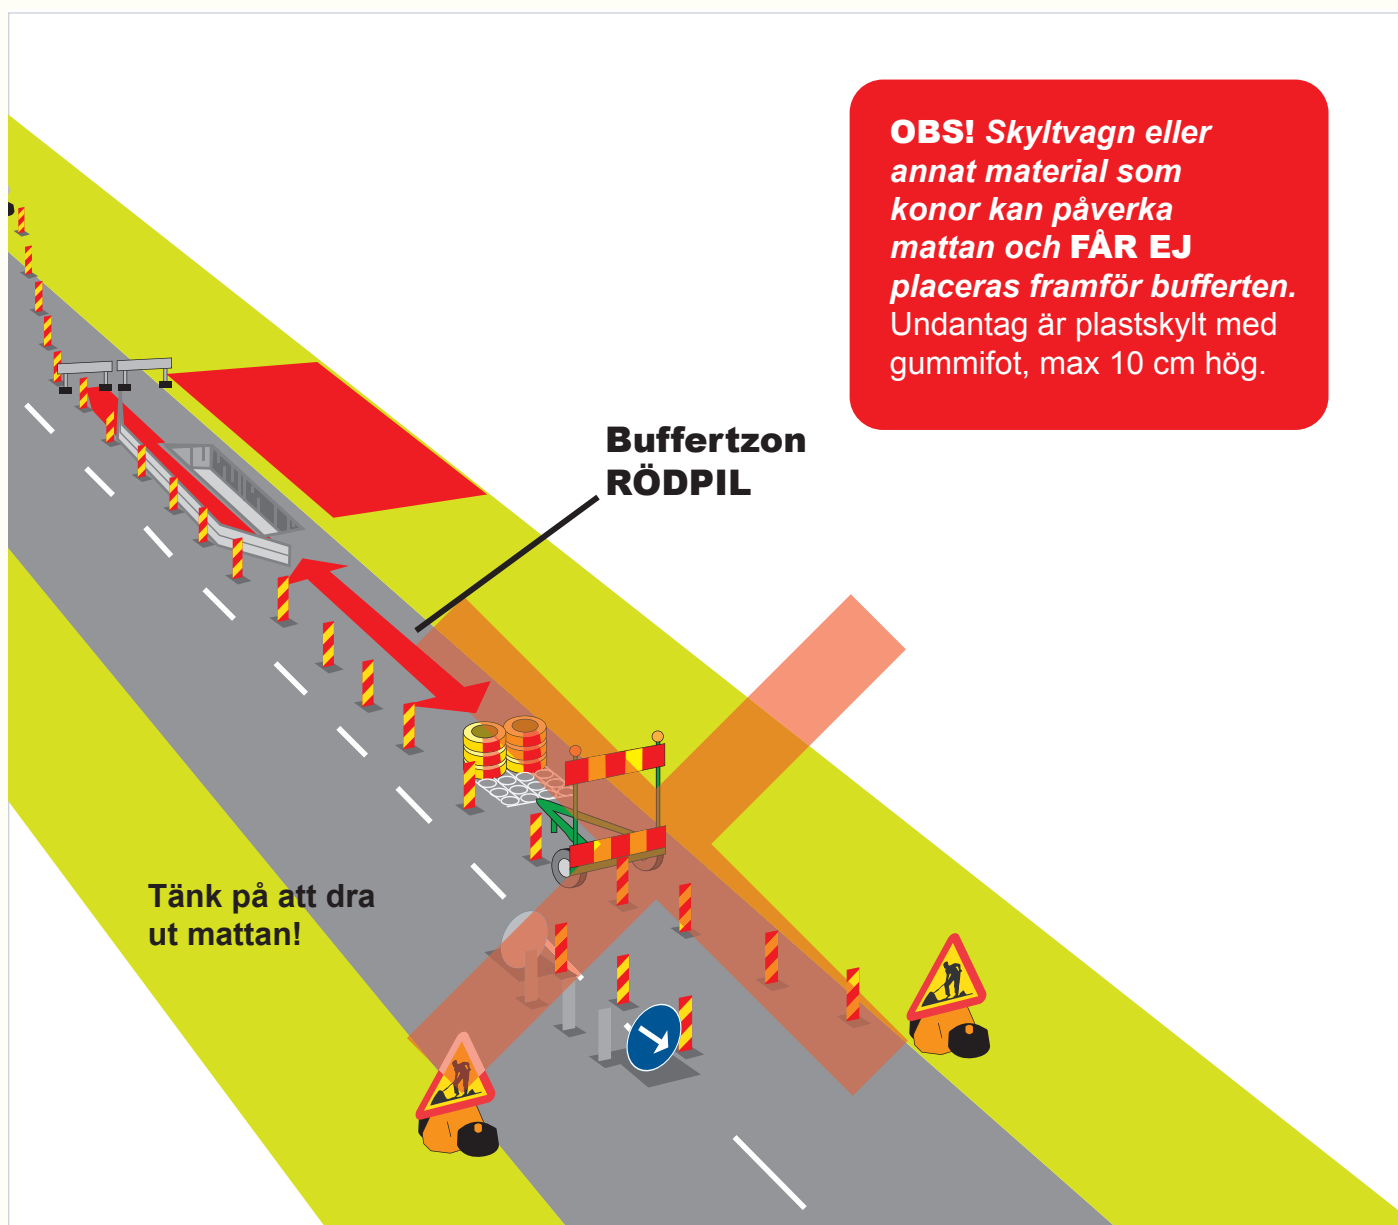 OBS! Skyltvagn eller
annat material som
konor kan påverka
mattan och FÅR EJ
placeras framför bufferten.
Undantag är plastskylt med
gummifot, max 10 cm hög.
Buffertzon
RÖDPIL
Tänk på att dra
ut mattan!